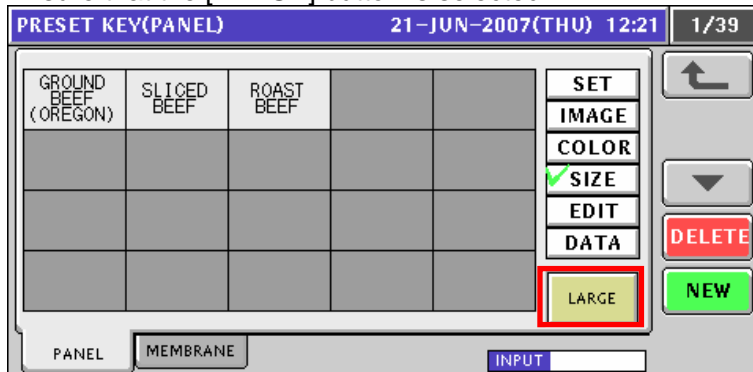 PRESET KEY(PANEL) 21-JUN-2007(THU) 12:21 1/39
GROUND
BEEF
(OREGON)
SLICED
BEEF
ROAST
BEEF
SET
IMAGE
COLOR
SIZE
EDIT
DATA
LARGE
DELETE
NEW
PANEL
MEMBRANE
INPUT